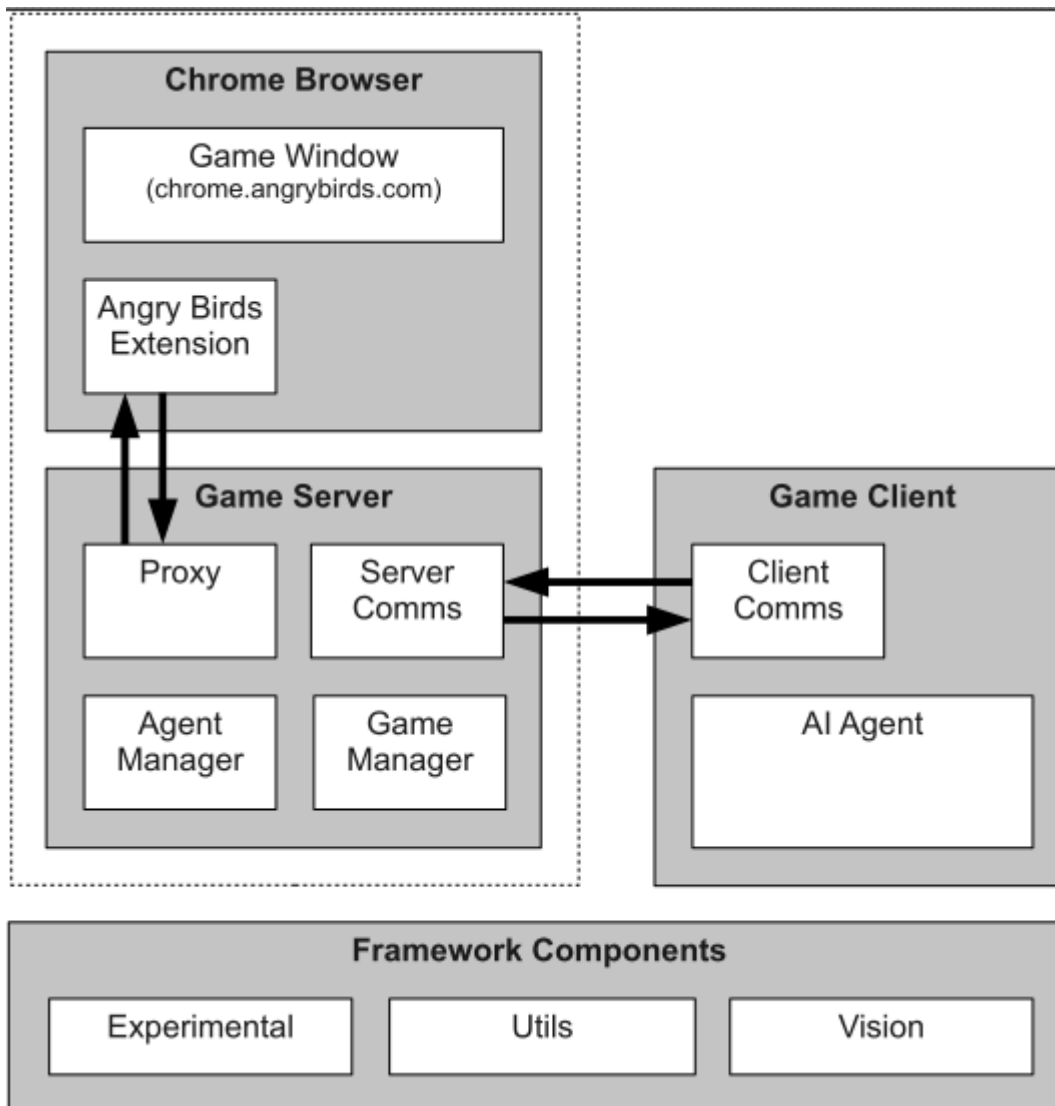 Chrome Browser
Game Window
(chrome.angrybirds.com)
Angry Birds
Extension
Game Server
Proxy
Server
Comms
Agent
Manager
Game
Manager
Game Client
Client
Comms
AI Agent
Framework Components
Experimental
Utils
Vision